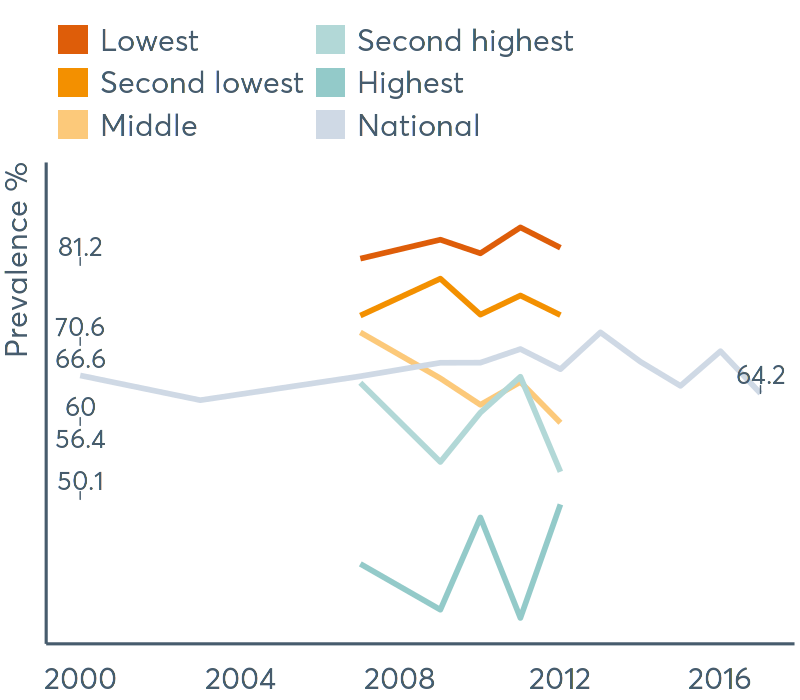 Lowest
Second lowest
Middle
Second highest
Highest
National
Prevalence %
81.2
70.6
66.6
60
56.4
50.1
64.2
2000 2004 2008 2012 2016